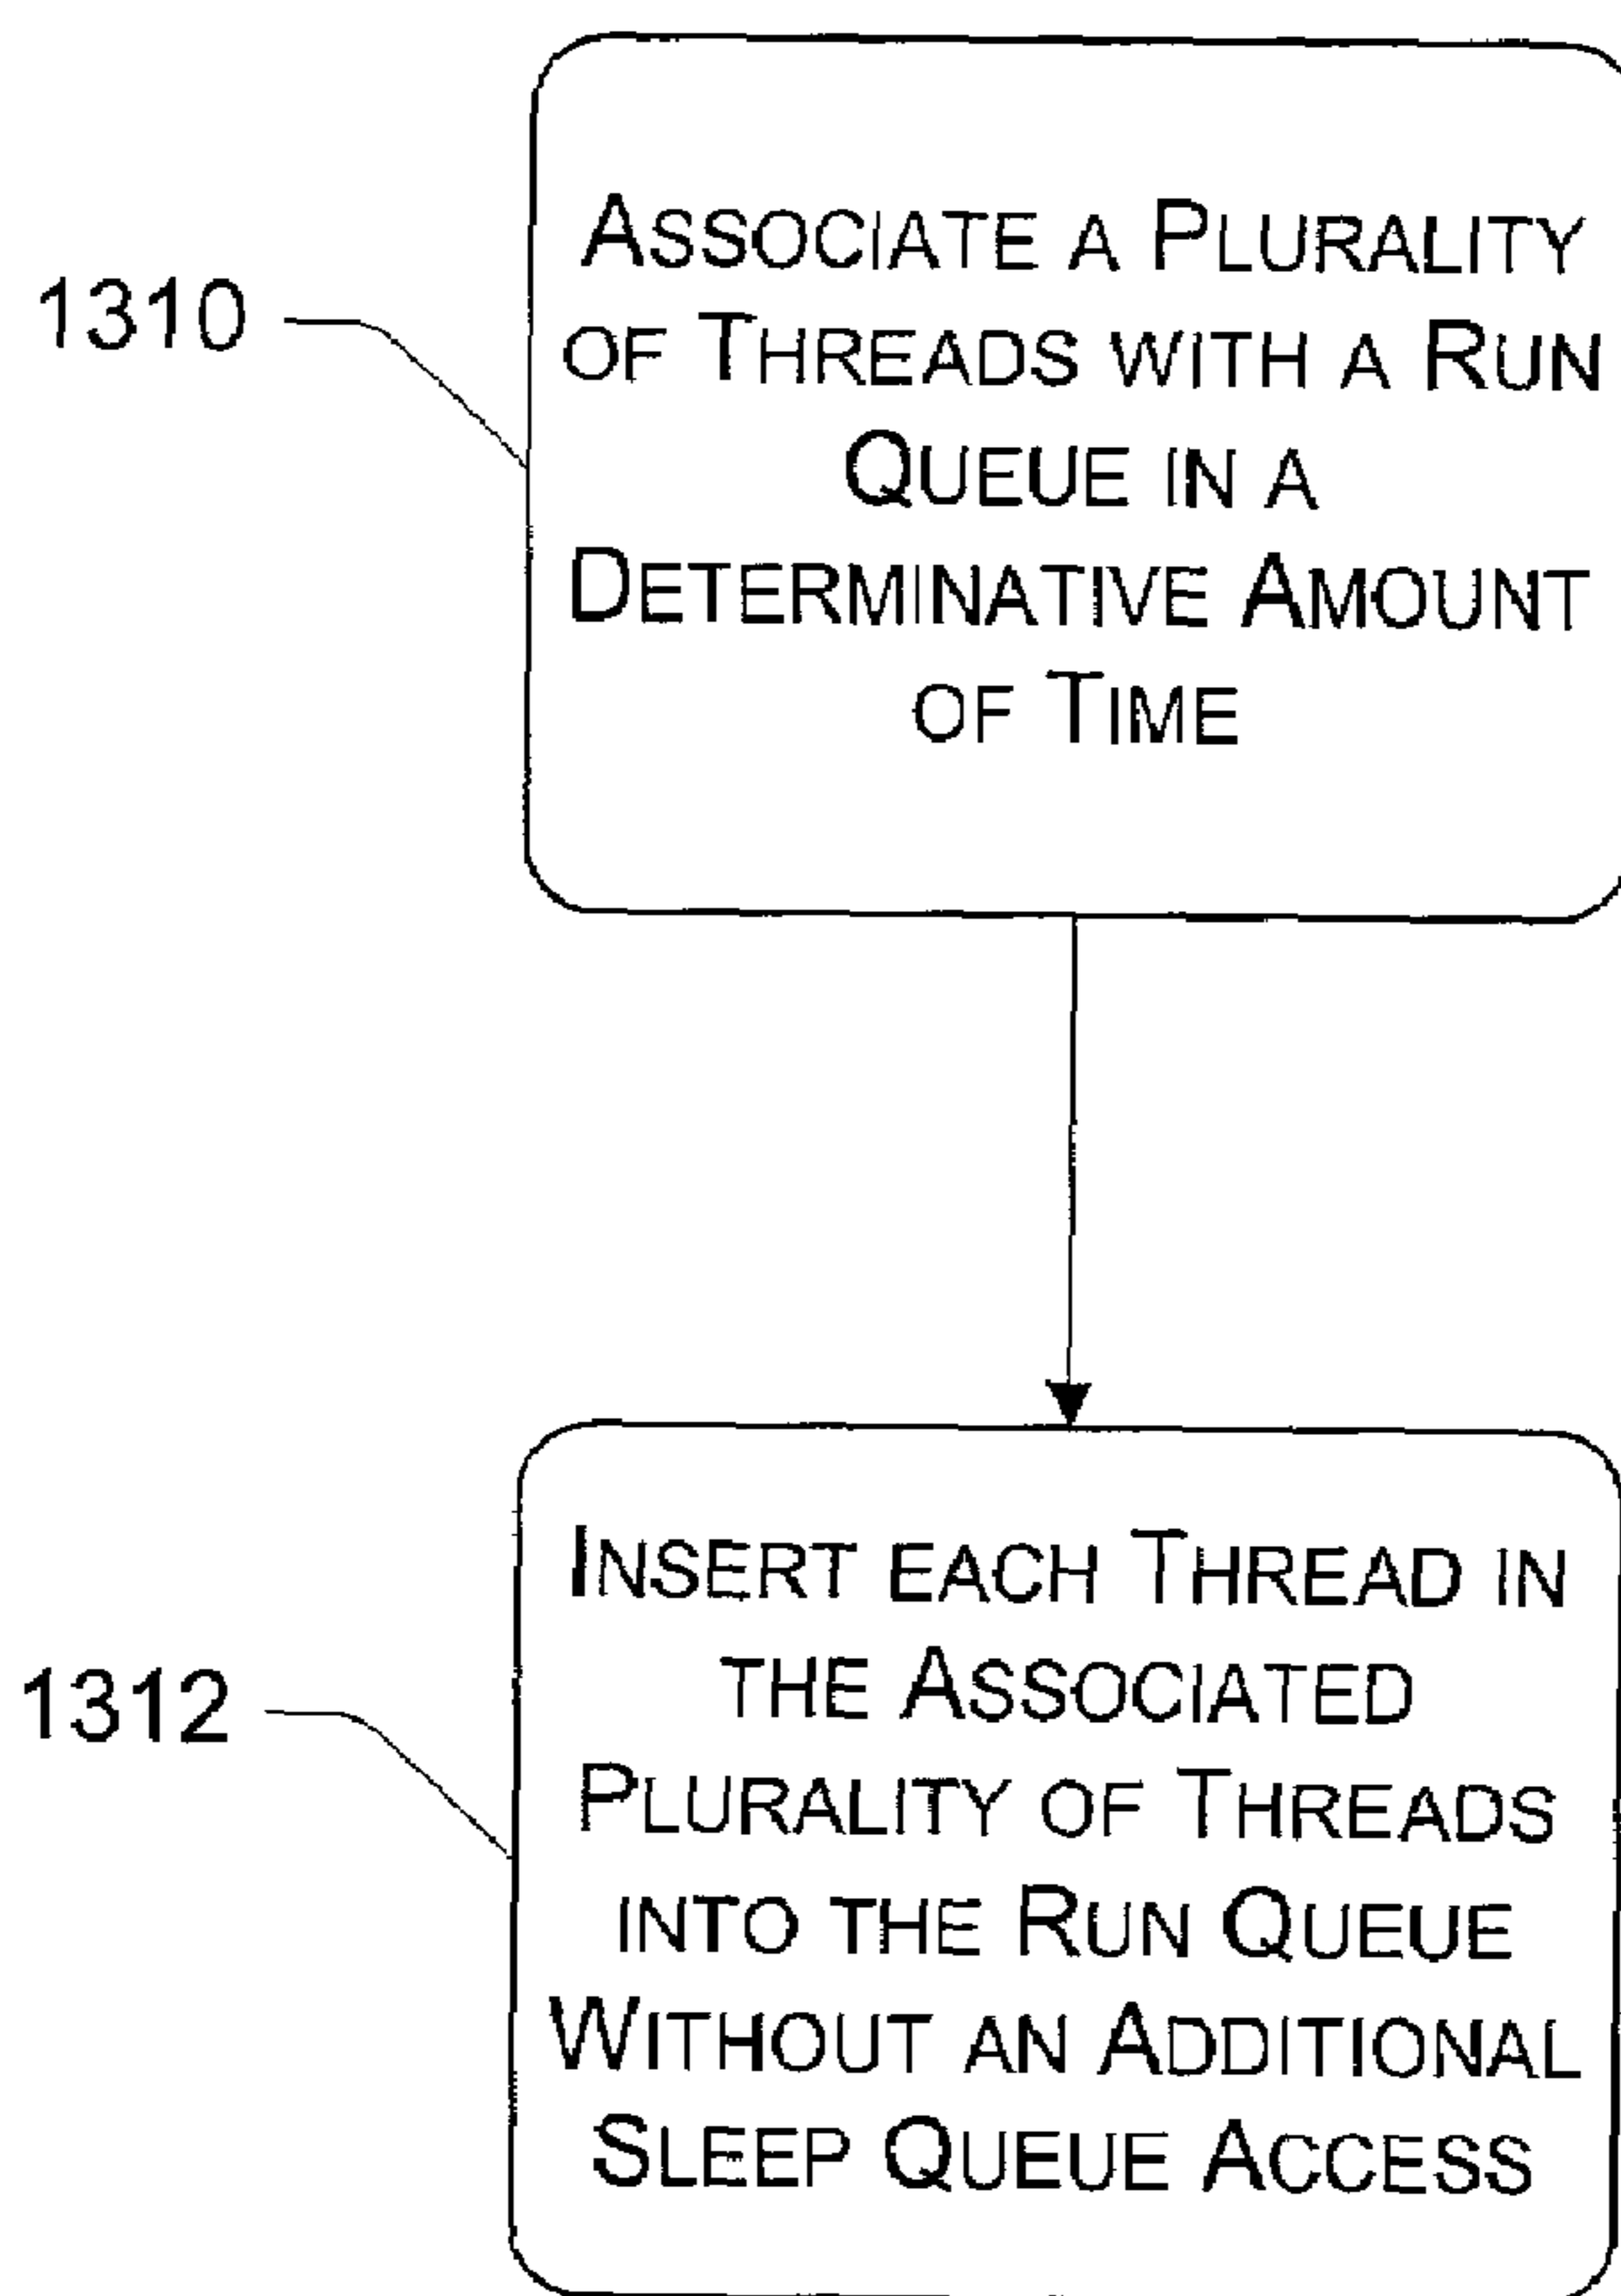 1310
ASSOCIATE A PLURALITY
OF THREADS WITH A RUN
QUEUE IN A
DETERMINATIVE AMOUNT
OF TIME
1312
INSERT EACH THREAD IN
THE ASSOCIATED
PLURALITY OF THREADS
INTO THE RUN QUEUE
WITHOUT AN ADDITIONAL
SLEEP QUEUE ACCESS